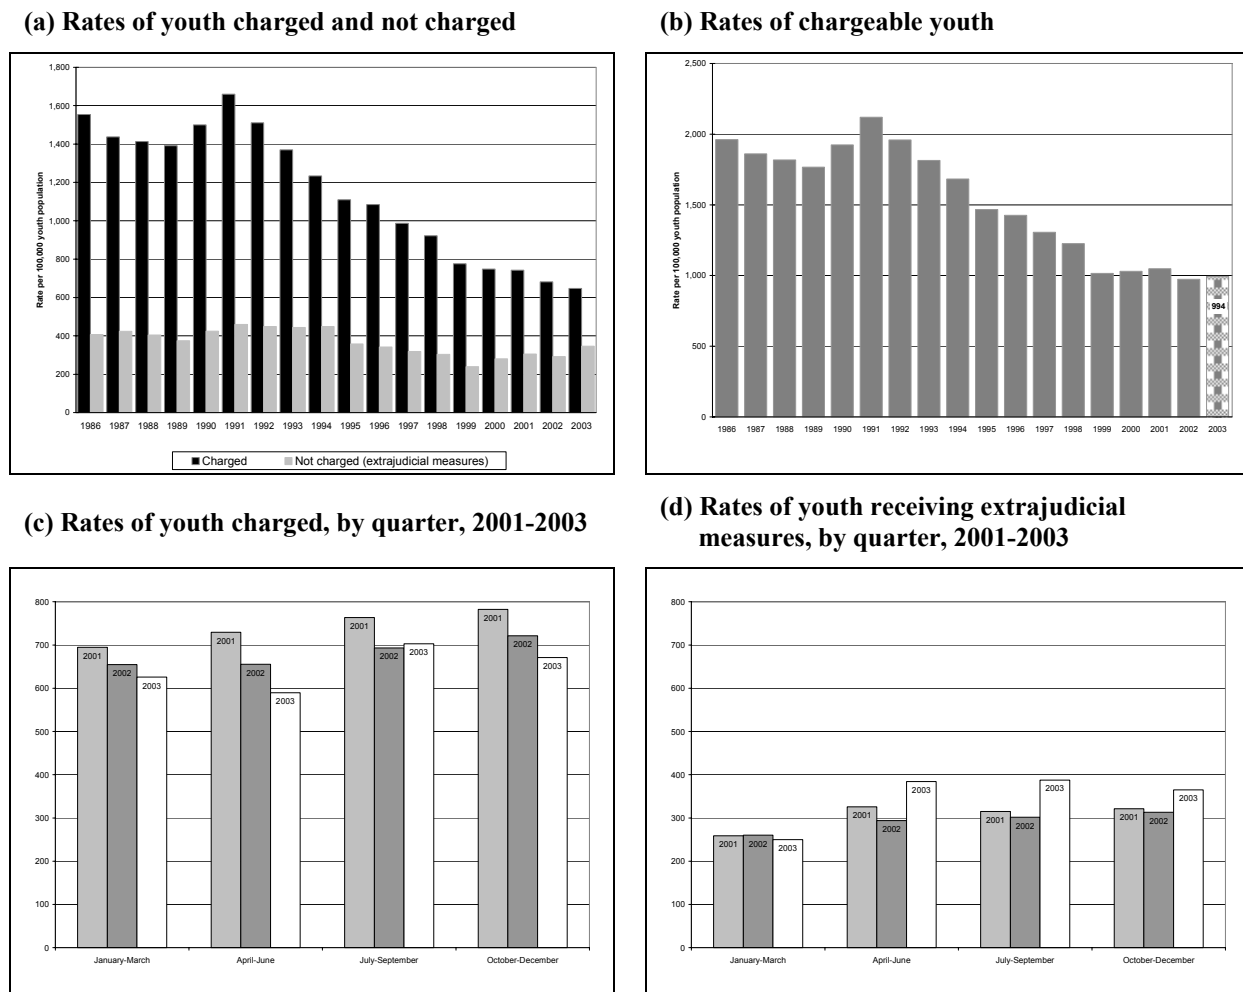 (a) Rates of youth charged and not charged
Rate per 100,000 youth population
1,800
1,600
1,400
1,200
1,000
800
600
400
200
0
1986 1987 1988 1989 1990 1991 1992 1993 1994 1995 1996 1997 1998 1999 2000 2001 2002 2003
Charged Not charged (extrajudicial measures)
(b) Rates of chargeable youth
Rate per 100,000 youth population
2,500
2,000
1,500
1,000
500
0
994
1986 1987 1988 1989 1990 1991 1992 1993 1994 1995 1996 1997 1998 1999 2000 2001 2002 2003
(c) Rates of youth charged, by quarter, 2001-2003
800
700
600
500
400
300
200
100
0
2001 2002 2003
2001 2002 2003
2001 2002 2003
2001 2002 2003
January-March April-June July-September October-December
(d) Rates of youth receiving extrajudicial
measures, by quarter, 2001-2003
800
700
600
500
400
300
200
100
0
2001 2002 2003
2001 2002 2003
2001 2002 2003
2001 2002 2003
January-March April-June July-September October-December